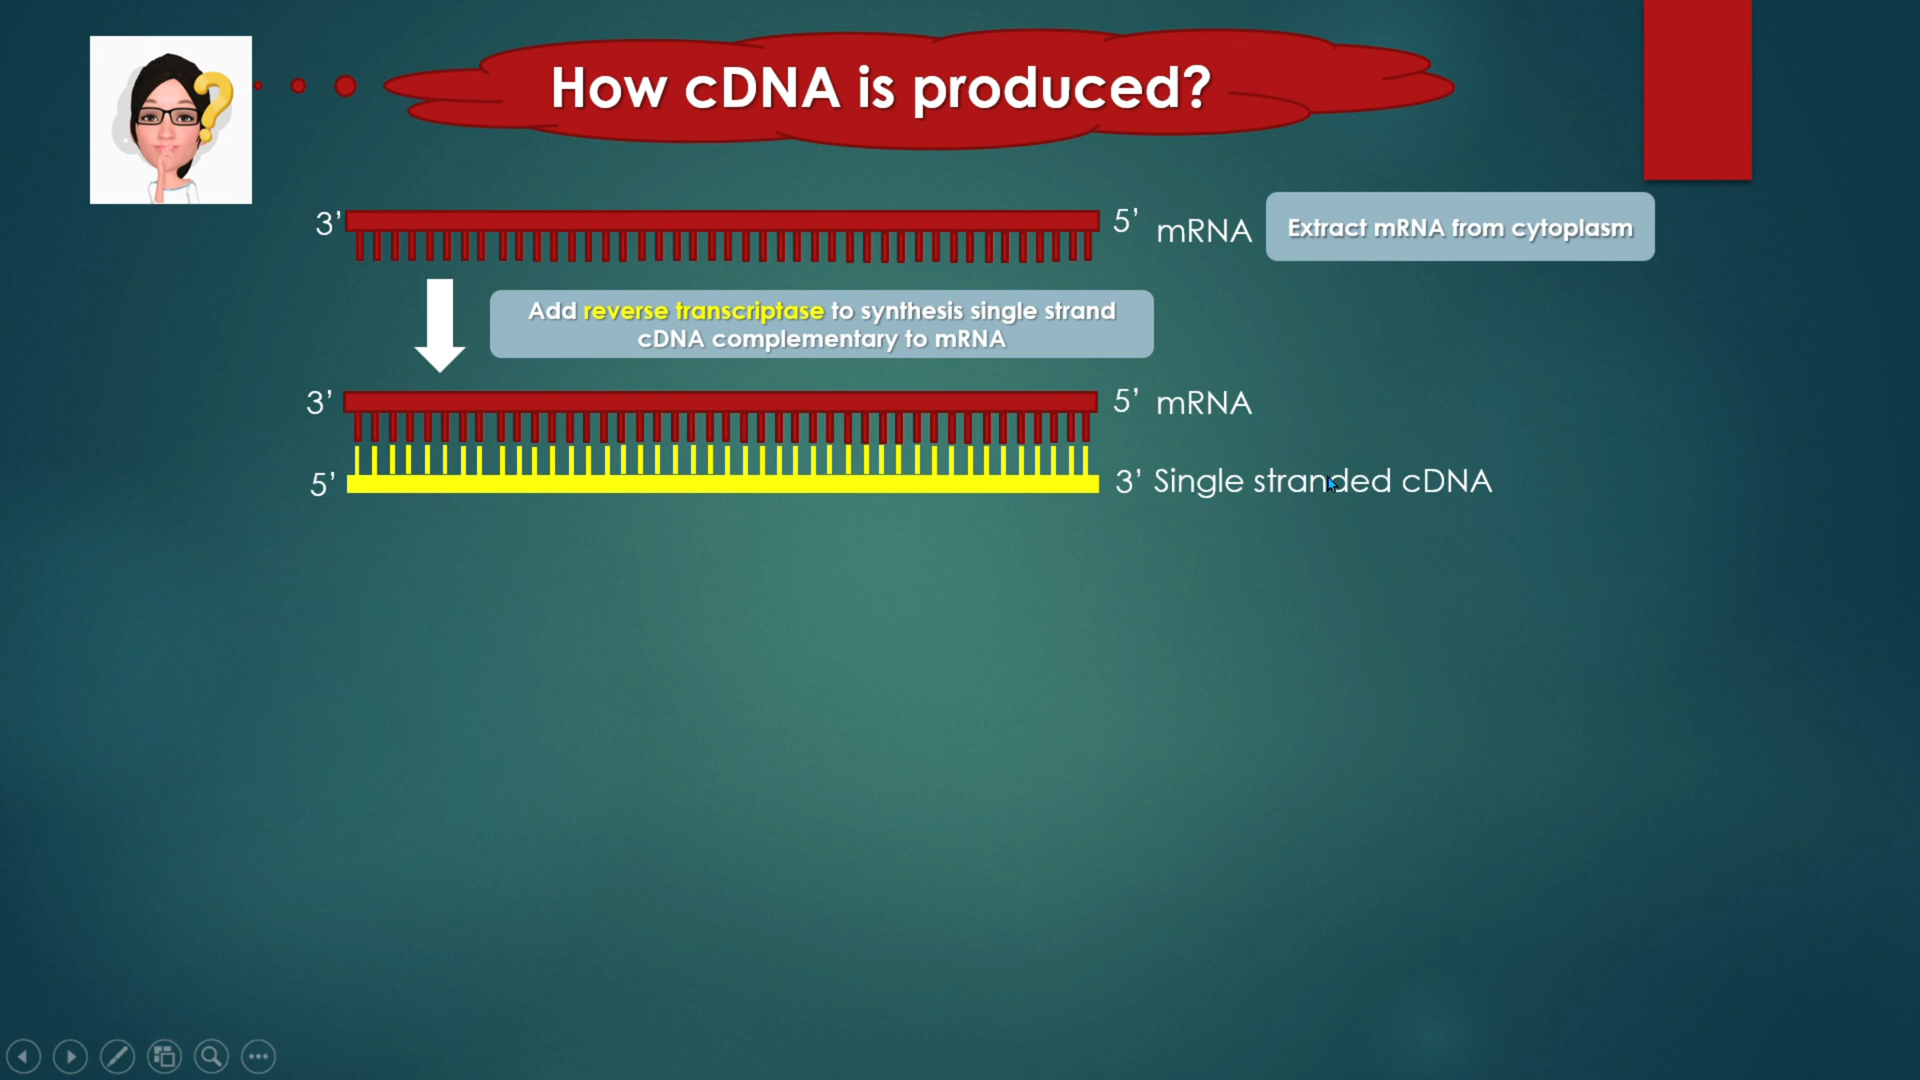 How cDNA is produced?
3’ 5’ mRNA Extract mRNA from cytoplasm
Add reverse transcriptase to synthesis single strand
cDNA complementary to mRNA
3’ 5’ mRNA
5’ 3’ Single stranded cDNA